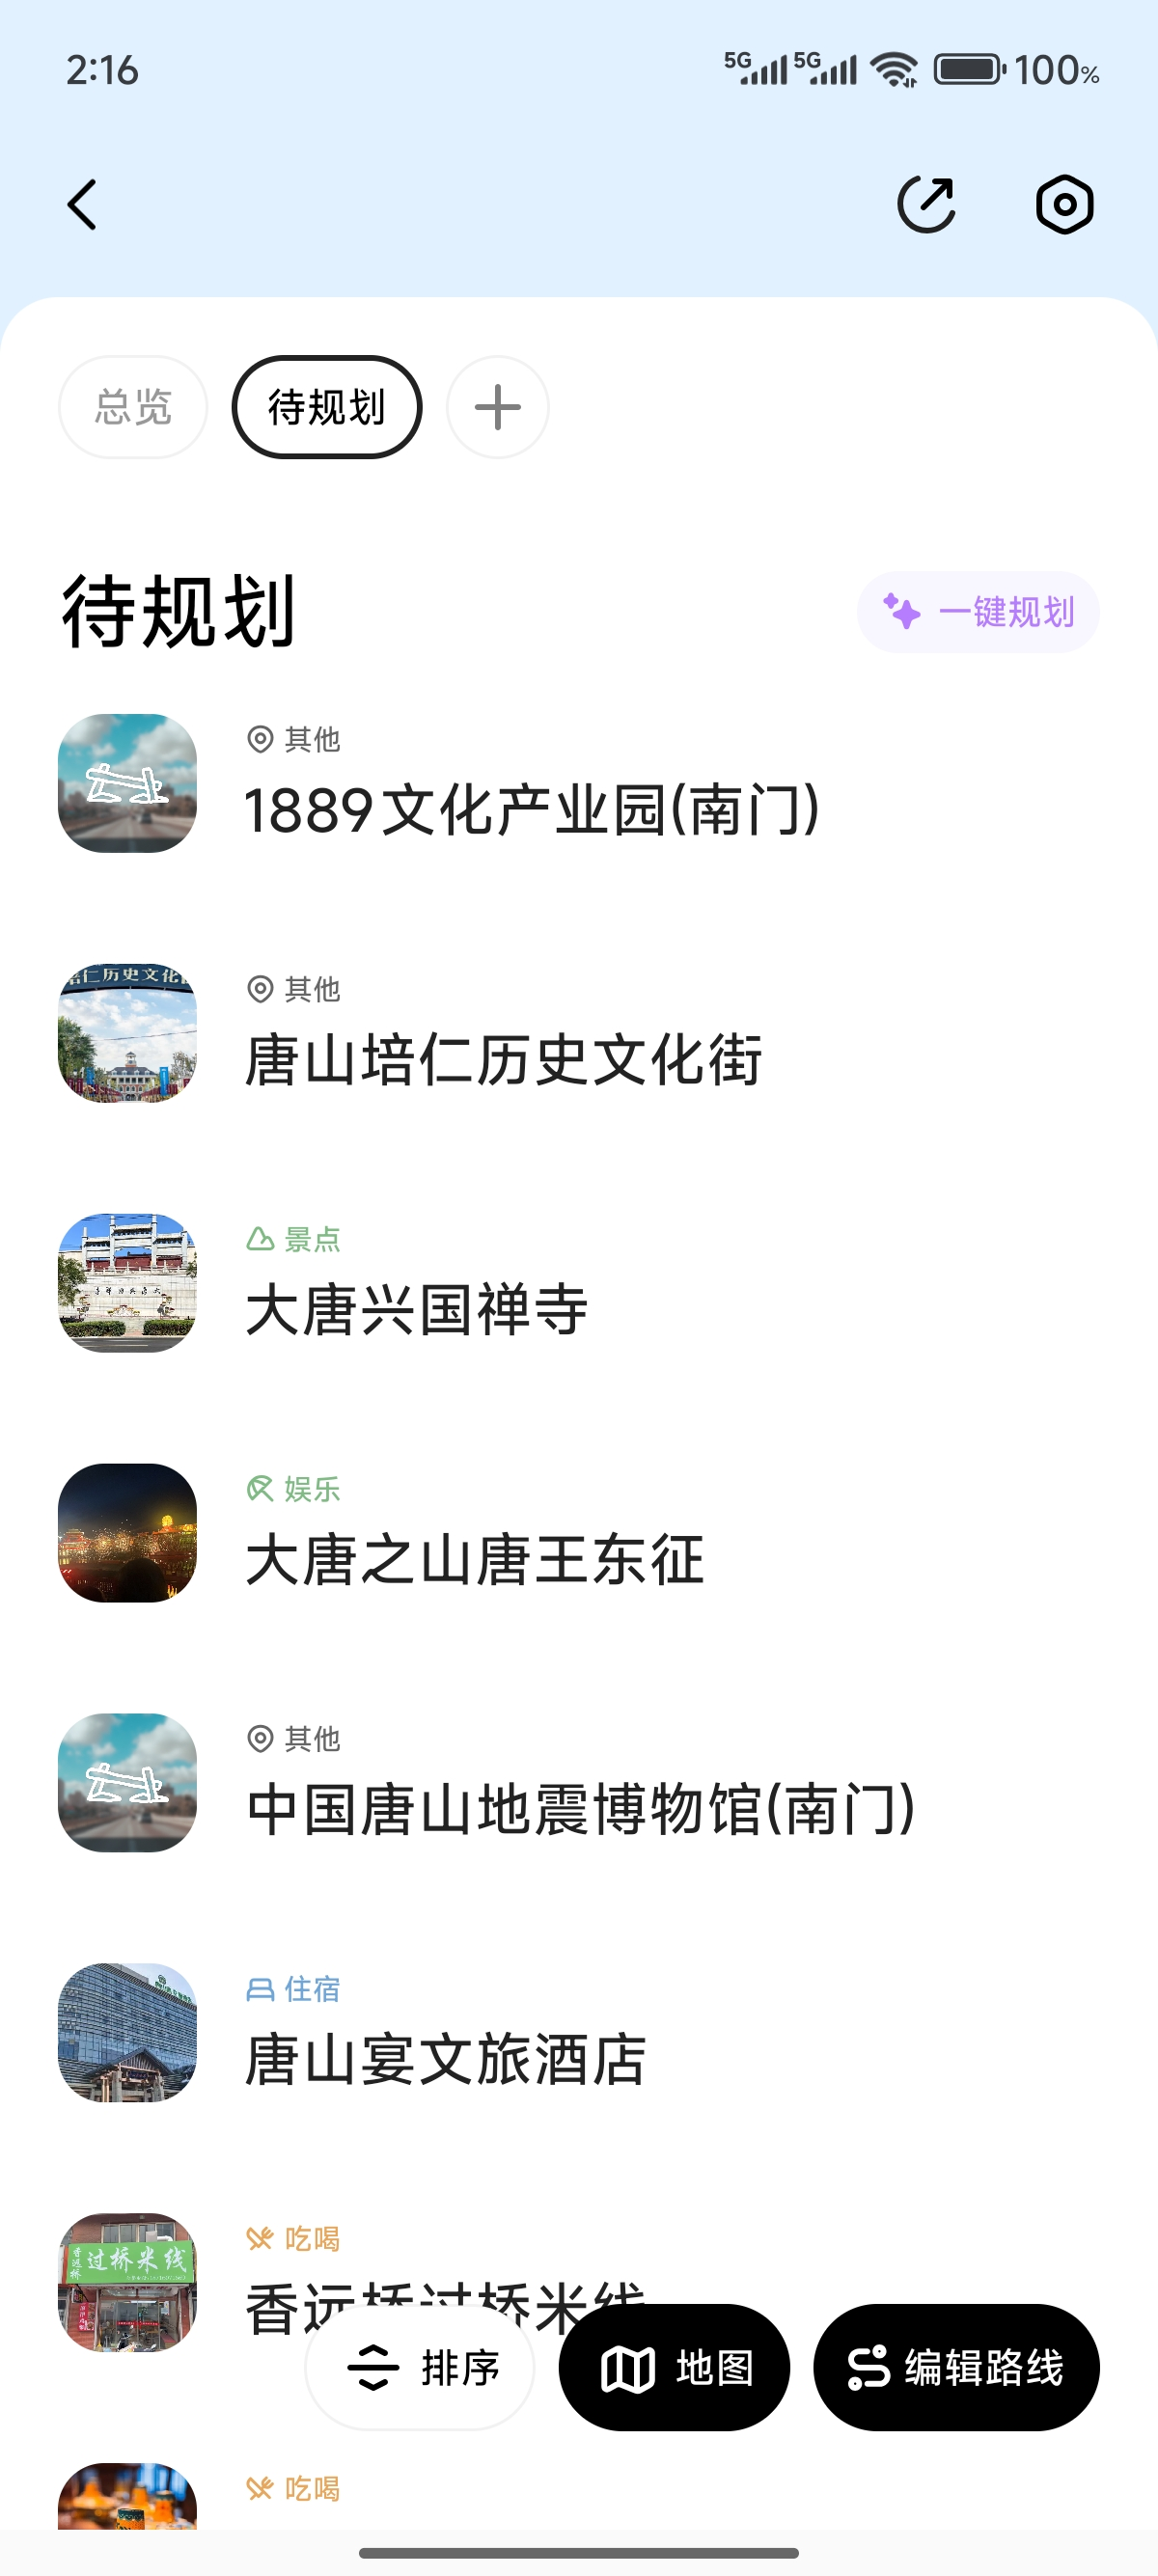 2:16
5G 5G 100%
总览 待规划
待规划
一键规划
其他
1889文化产业园(南门)
培仁历史文化
其他
唐山培仁历史文化街
景点
大唐兴国禅寺
娱乐
大唐之山唐王东征
其他
中国唐山地震博物馆(南门)
住宿
唐山宴文旅酒店
香远桥
过桥米线
吃喝
香远桥过桥米线
排序 地图 编辑路线
吃喝